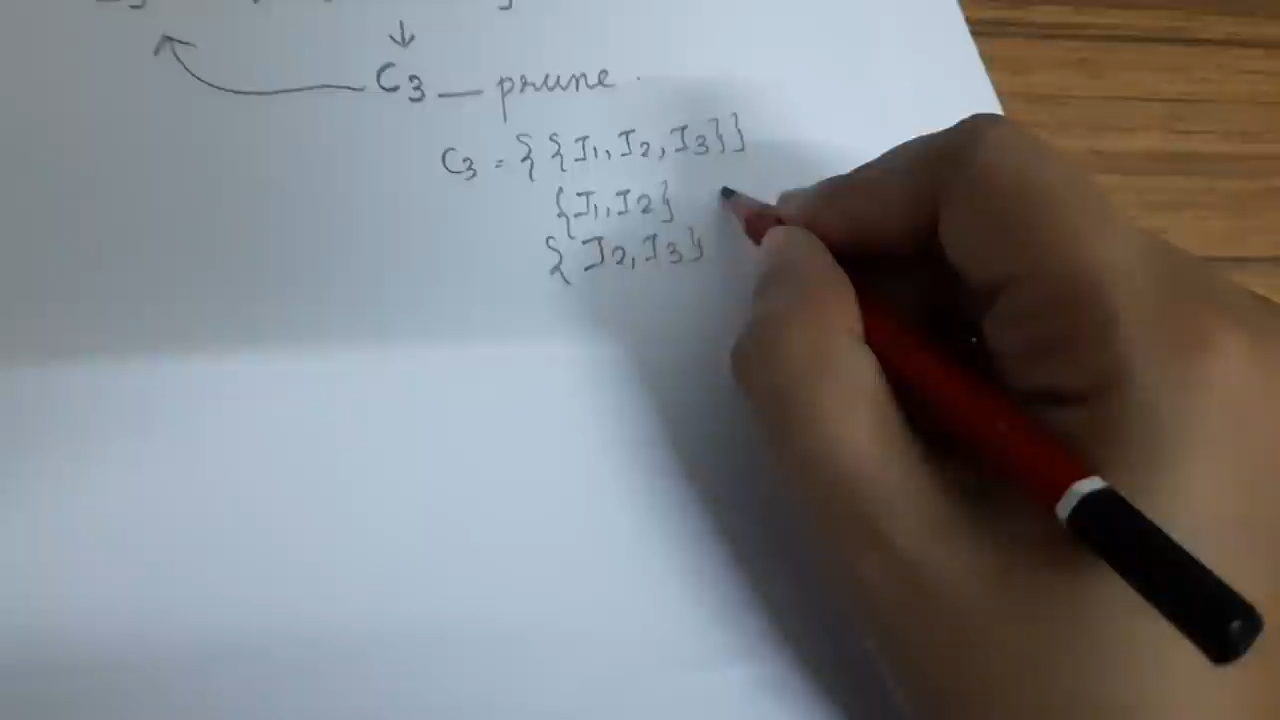 C3 — prune.
C3 = { {I1, I2, I3} }
{I1, I2}
{ I2, I3}